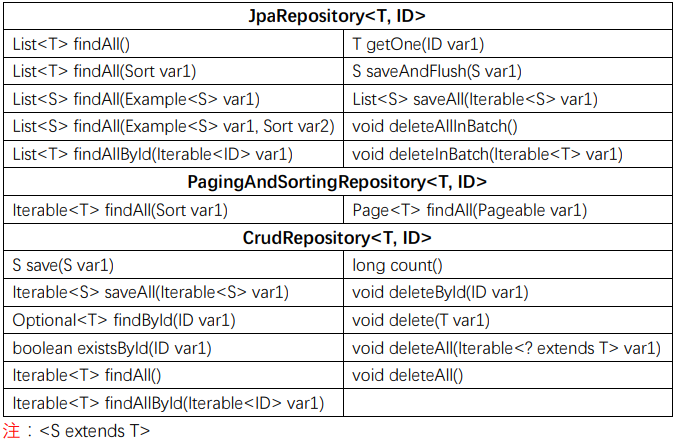 JpaRepository<T, ID>
List<T> findAll() T getOne(ID var1)
List<T> findAll(Sort var1) S saveAndFlush(S var1)
List<S> findAll(Example<S> var1) List<S> saveAll(Iterable<S> var1)
List<S> findAll(Example<S> var1, Sort var2) void deleteAllInBatch()
List<T> findAllById(Iterable<ID> var1) void deleteInBatch(Iterable<T> var1)
PagingAndSortingRepository<T, ID>
Iterable<T> findAll(Sort var1) Page<T> findAll(Pageable var1)
CrudRepository<T, ID>
S save(S var1) long count()
Iterable<S> saveAll(Iterable<S> var1) void deleteById(ID var1)
Optional<T> findById(ID var1) void delete(T var1)
boolean existsById(ID var1) void deleteAll(Iterable<? extends T> var1)
Iterable<T> findAll() void deleteAll()
Iterable<T> findAllById(Iterable<ID> var1)
注：<S extends T>